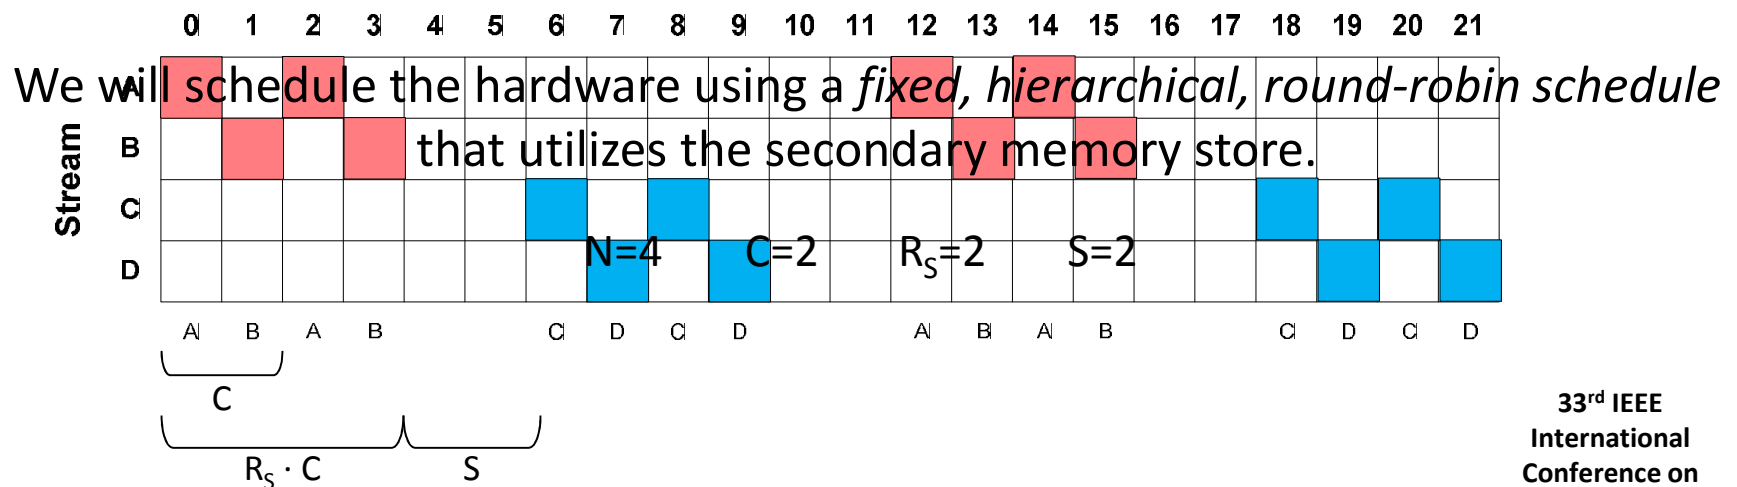 0 1 2 3 4 5 6 7 8 9 10 11 12 13 14 15 16 17 18 19 20 21
We will schedule the hardware using a fixed, hierarchical, round-robin schedule
that utilizes the secondary memory store.
Stream
A
B
C
D
N=4 C=2 RS=2 S=2
A B A B C D C D A B A B C D C D
C
RS · C S
33rd IEEE
International
Conference on